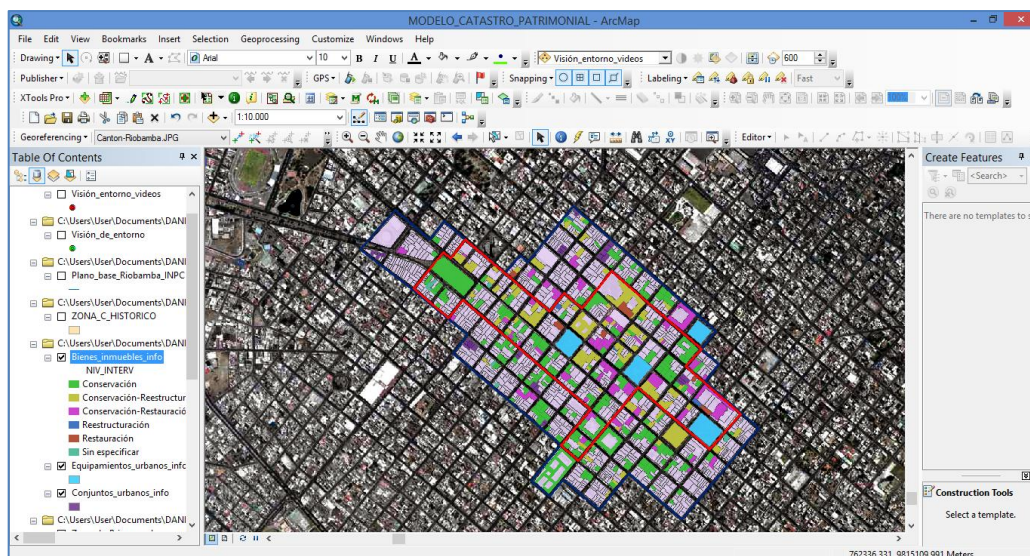 MODELO_CATASTRO_PATRIMONIAL - ArcMap
File Edit View Bookmarks Insert Selection Geoprocessing Customize Windows Help
Drawing A Arial 10 B I U A Visión_entorno_videos 600
Publisher GPS Snapping Labeling Fast
XTools Pro 100%
1:10.000
Georeferencing Canton-Riobamba.JPG Editor
Table Of Contents
Visión_entorno_videos
C:\Users\User\Documents\DANI
Visión_de_entorno
C:\Users\User\Documents\DANI
Plano_base_Riobamba_INPC
C:\Users\User\Documents\DANI
ZONA_C_HISTORICO
C:\Users\User\Documents\DANI
Bienes_inmuebles_info
NIV_INTERV
Conservación
Conservación-Reestructur
Conservación-Restauració
Reestructuración
Restauración
Sin especificar
Equipamientos_urbanos_info
Conjuntos_urbanos_info
C:\Users\User\Documents\DANI
Create Features
<Search>
There are no templates to s
Construction Tools
Select a template.
762336,331 9815109,991 Meters